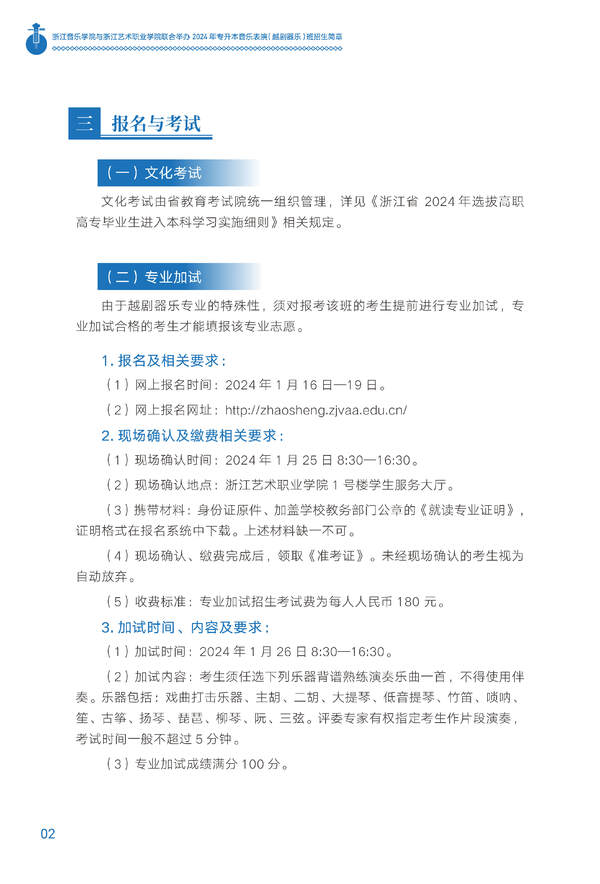 浙江音乐学院与浙江艺术职业学院联合举办 2024 年专升本音乐表演（越剧器乐）班招生简章
三 报名与考试
（一）文化考试
文化考试由省教育考试院统一组织管理，详见《浙江省 2024 年选拔高职
高专毕业生进入本科学习实施细则》相关规定。
（二）专业加试
由于越剧器乐专业的特殊性，须对报考该班的考生提前进行专业加试，专
业加试合格的考生才能填报该专业志愿。
1. 报名及相关要求：
（1）网上报名时间：2024 年 1 月 16 日—19 日。
（2）网上报名网址：http://zhaosheng.zjvaa.edu.cn/
2. 现场确认及缴费相关要求：
（1）现场确认时间：2024 年 1 月 25 日 8:30—16:30。
（2）现场确认地点：浙江艺术职业学院 1 号楼学生服务大厅。
（3）携带材料：身份证原件、加盖学校教务部门公章的《就读专业证明》，
证明格式在报名系统中下载。上述材料缺一不可。
（4）现场确认、缴费完成后，领取《准考证》。未经现场确认的考生视为
自动放弃。
（5）收费标准：专业加试招生考试费为每人人民币 180 元。
3. 加试时间、内容及要求：
（1）加试时间：2024 年 1 月 26 日 8:30—16:30。
（2）加试内容：考生须任选下列乐器背谱熟练演奏乐曲一首，不得使用伴
奏。乐器包括：戏曲打击乐器、主胡、二胡、大提琴、低音提琴、竹笛、唢呐、
笙、古筝、扬琴、琵琶、柳琴、阮、三弦。评委专家有权指定考生作片段演奏，
考试时间一般不超过 5 分钟。
（3）专业加试成绩满分 100 分。
02